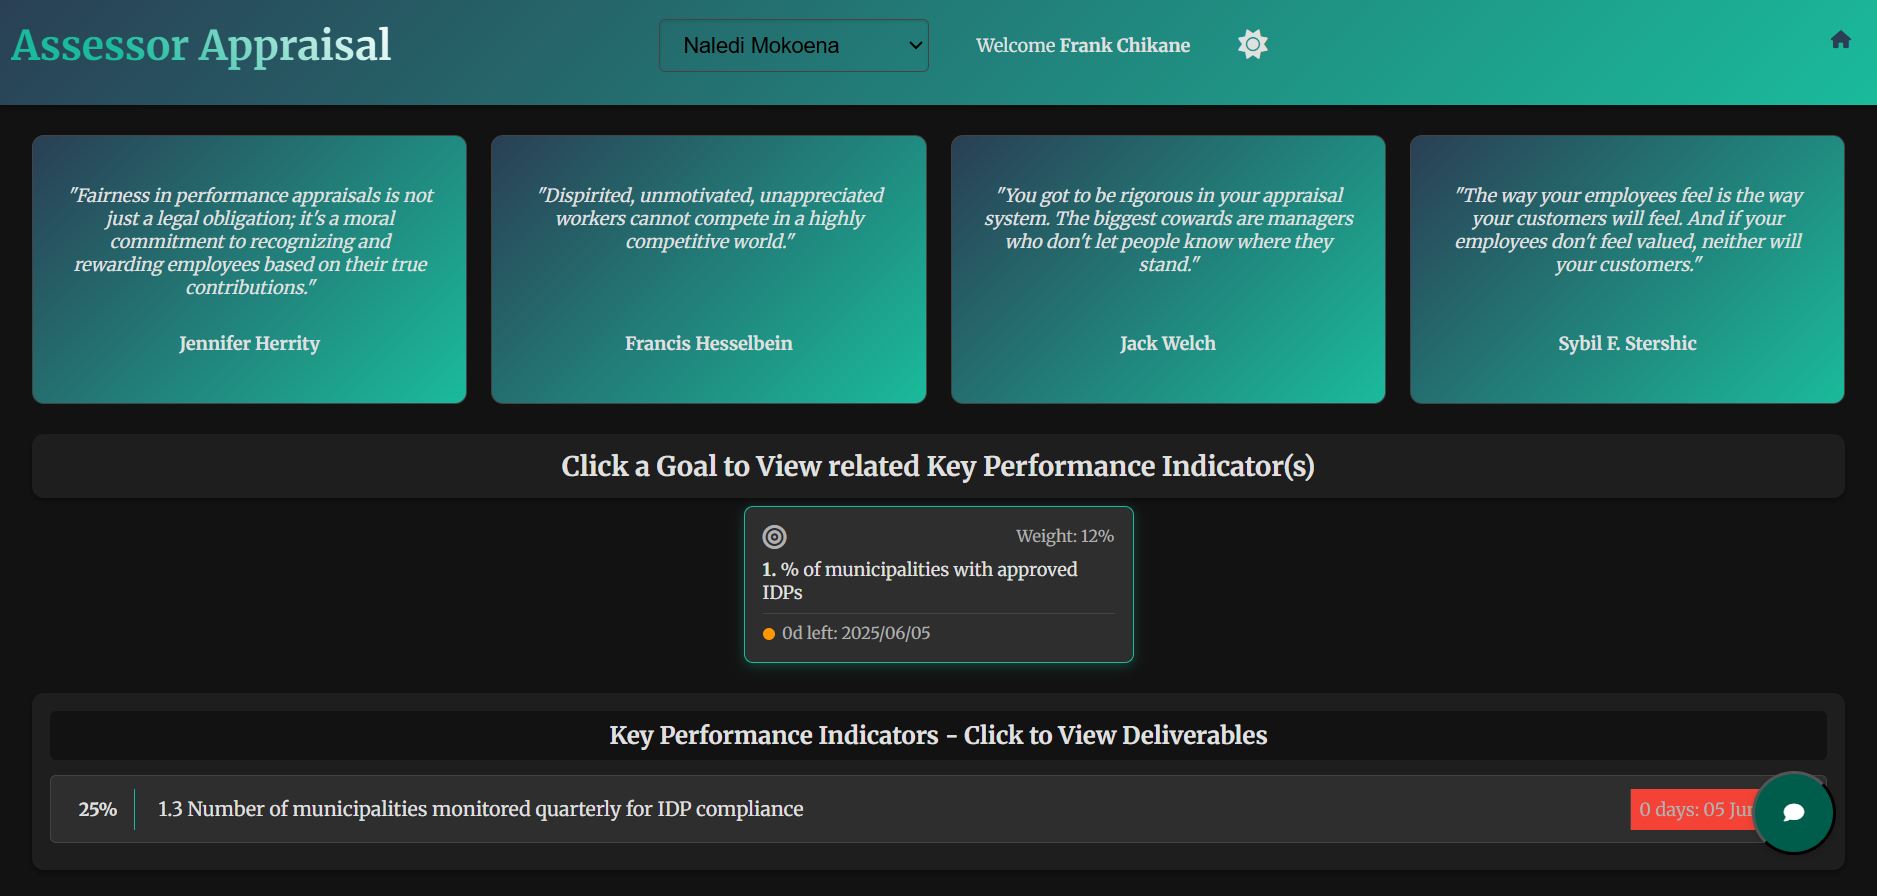 Assessor Appraisal
Naledi Mokoena
Welcome Frank Chikane
"Fairness in performance appraisals is not
just a legal obligation; it's a moral
commitment to recognizing and
rewarding employees based on their true
contributions."
Jennifer Herrity
"Dispirited, unmotivated, unappreciated
workers cannot compete in a highly
competitive world."
Francis Hesselbein
"You got to be rigorous in your appraisal
system. The biggest cowards are managers
who don't let people know where they
stand."
Jack Welch
"The way your employees feel is the way
your customers will feel. And if your
employees don't feel valued, neither will
your customers."
Sybil F. Stershic
Click a Goal to View related Key Performance Indicator(s)
Weight: 12%
1. % of municipalities with approved
IDPs
0d left: 2025/06/05
Key Performance Indicators - Click to View Deliverables
25%
1.3 Number of municipalities monitored quarterly for IDP compliance
0 days: 05